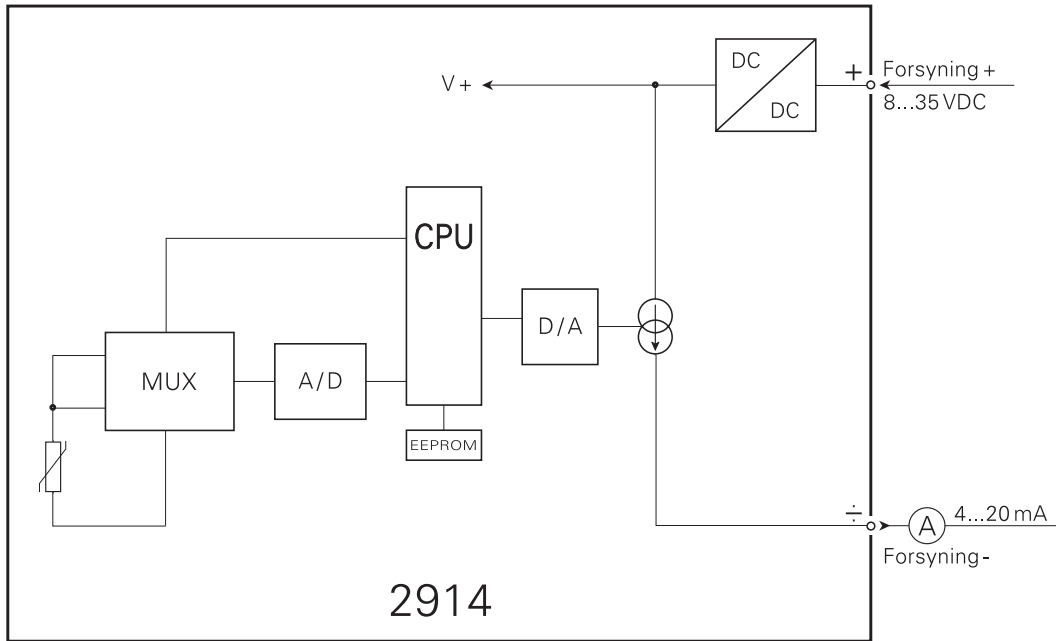 DC
DC
V+
+
Forsyning +
8...35 VDC
CPU
D/A
MUX
A/D
EEPROM
÷
A
4...20 mA
Forsyning -
2914